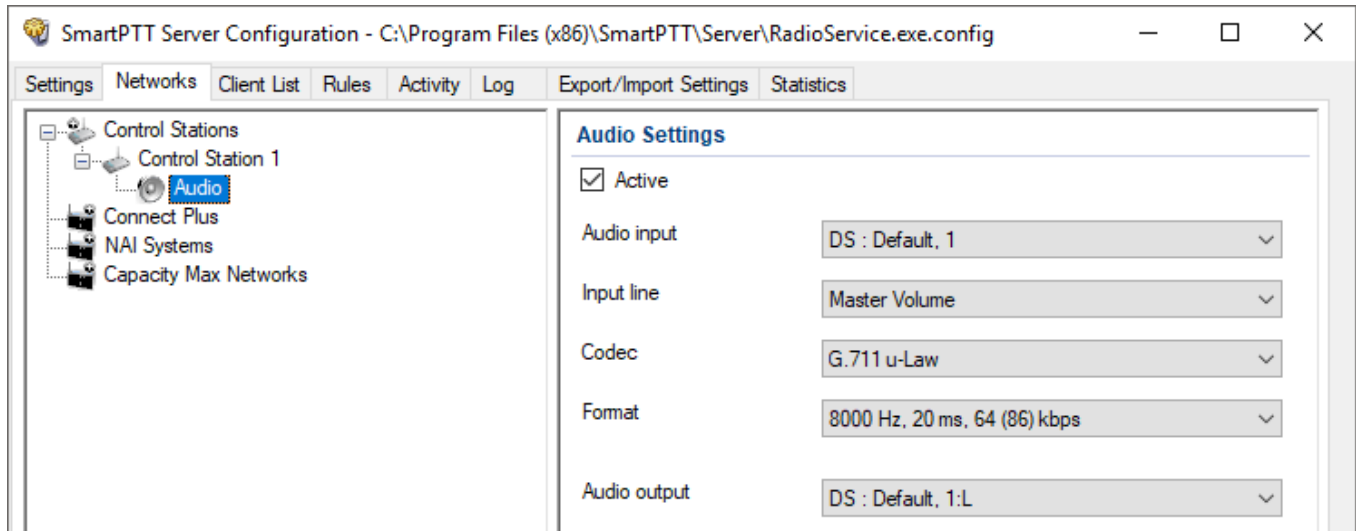 SmartPTT Server Configuration - C:\Program Files (x86)\SmartPTT\Server\RadioService.exe.config
Settings Networks Client List Rules Activity Log Export/Import Settings Statistics
Control Stations
Control Station 1
Audio
Connect Plus
NAI Systems
Capacity Max Networks
Audio Settings
Active
Audio input DS : Default, 1
Input line Master Volume
Codec G.711 u-Law
Format 8000 Hz, 20 ms, 64 (86) kbps
Audio output DS : Default, 1:L